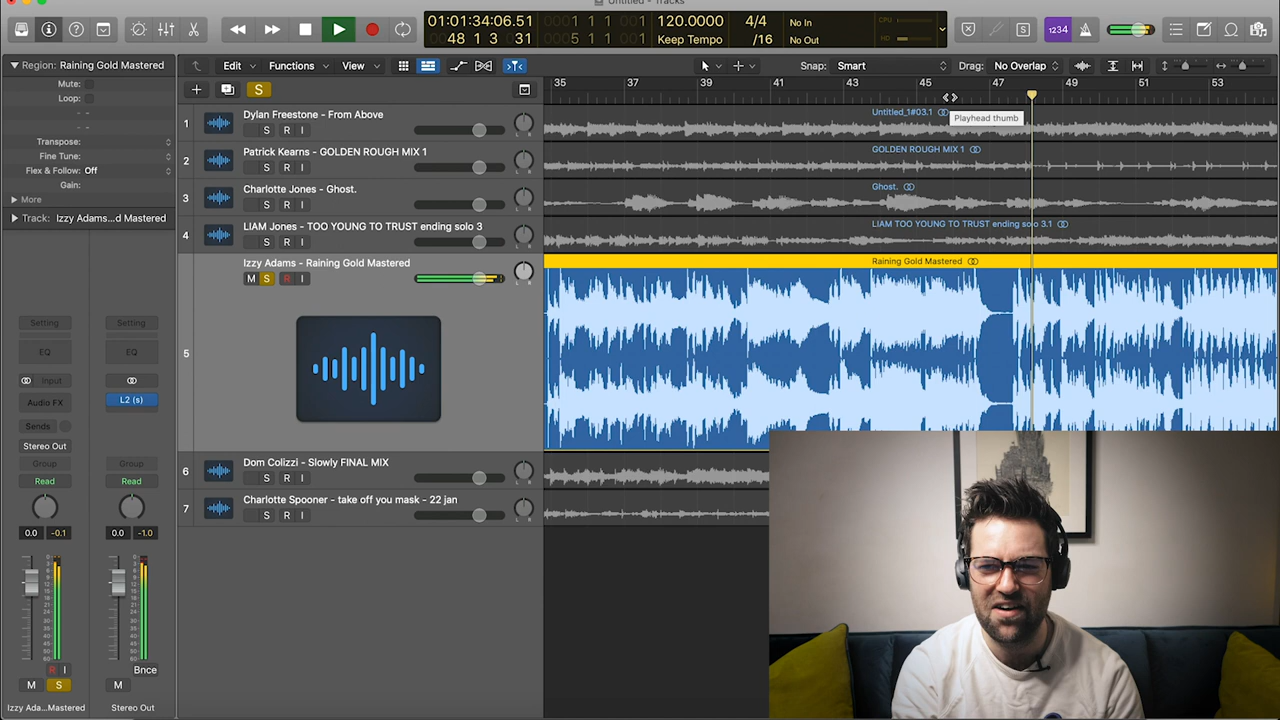 Untitled - Tracks
01:01:34:06.51
48 1 3 31
1 1 1
5 1 1 1
120.0000
Keep Tempo
4/4
/16
No In
No Out
CPU
HD
1234
S
Region: Raining Gold Mastered
Mute:
Loop:
Transpose:
Fine Tune:
Flex & Follow: Off
Gain:
More
Track: Izzy Adams...d Mastered
Edit
Functions
View
Snap: Smart
Drag: No Overlap
S
35 37 39 41 43 45 47 49 51 53
Playhead thumb
1
Dylan Freestone - From Above
S R I
Untitled_1#03.1
2
Patrick Kearns - GOLDEN ROUGH MIX 1
S R I
GOLDEN ROUGH MIX 1
3
Charlotte Jones - Ghost.
S R I
Ghost.
4
LIAM Jones - TOO YOUNG TO TRUST ending solo 3
S R I
LIAM TOO YOUNG TO TRUST ending solo 3.1
5
Izzy Adams - Raining Gold Mastered
M S R I
Raining Gold Mastered
6
Dom Colizzi - Slowly FINAL MIX
S R I
7
Charlotte Spooner - take off you mask - 22 jan
S R I
Setting Setting
EQ EQ
Input
Audio FX
L2 (s)
Sends
Stereo Out
Group Group
Read Read
0.0 -0.1 0.0 -1.0
R I
Bnce
M S M
Izzy Ada...Mastered
Stereo Out